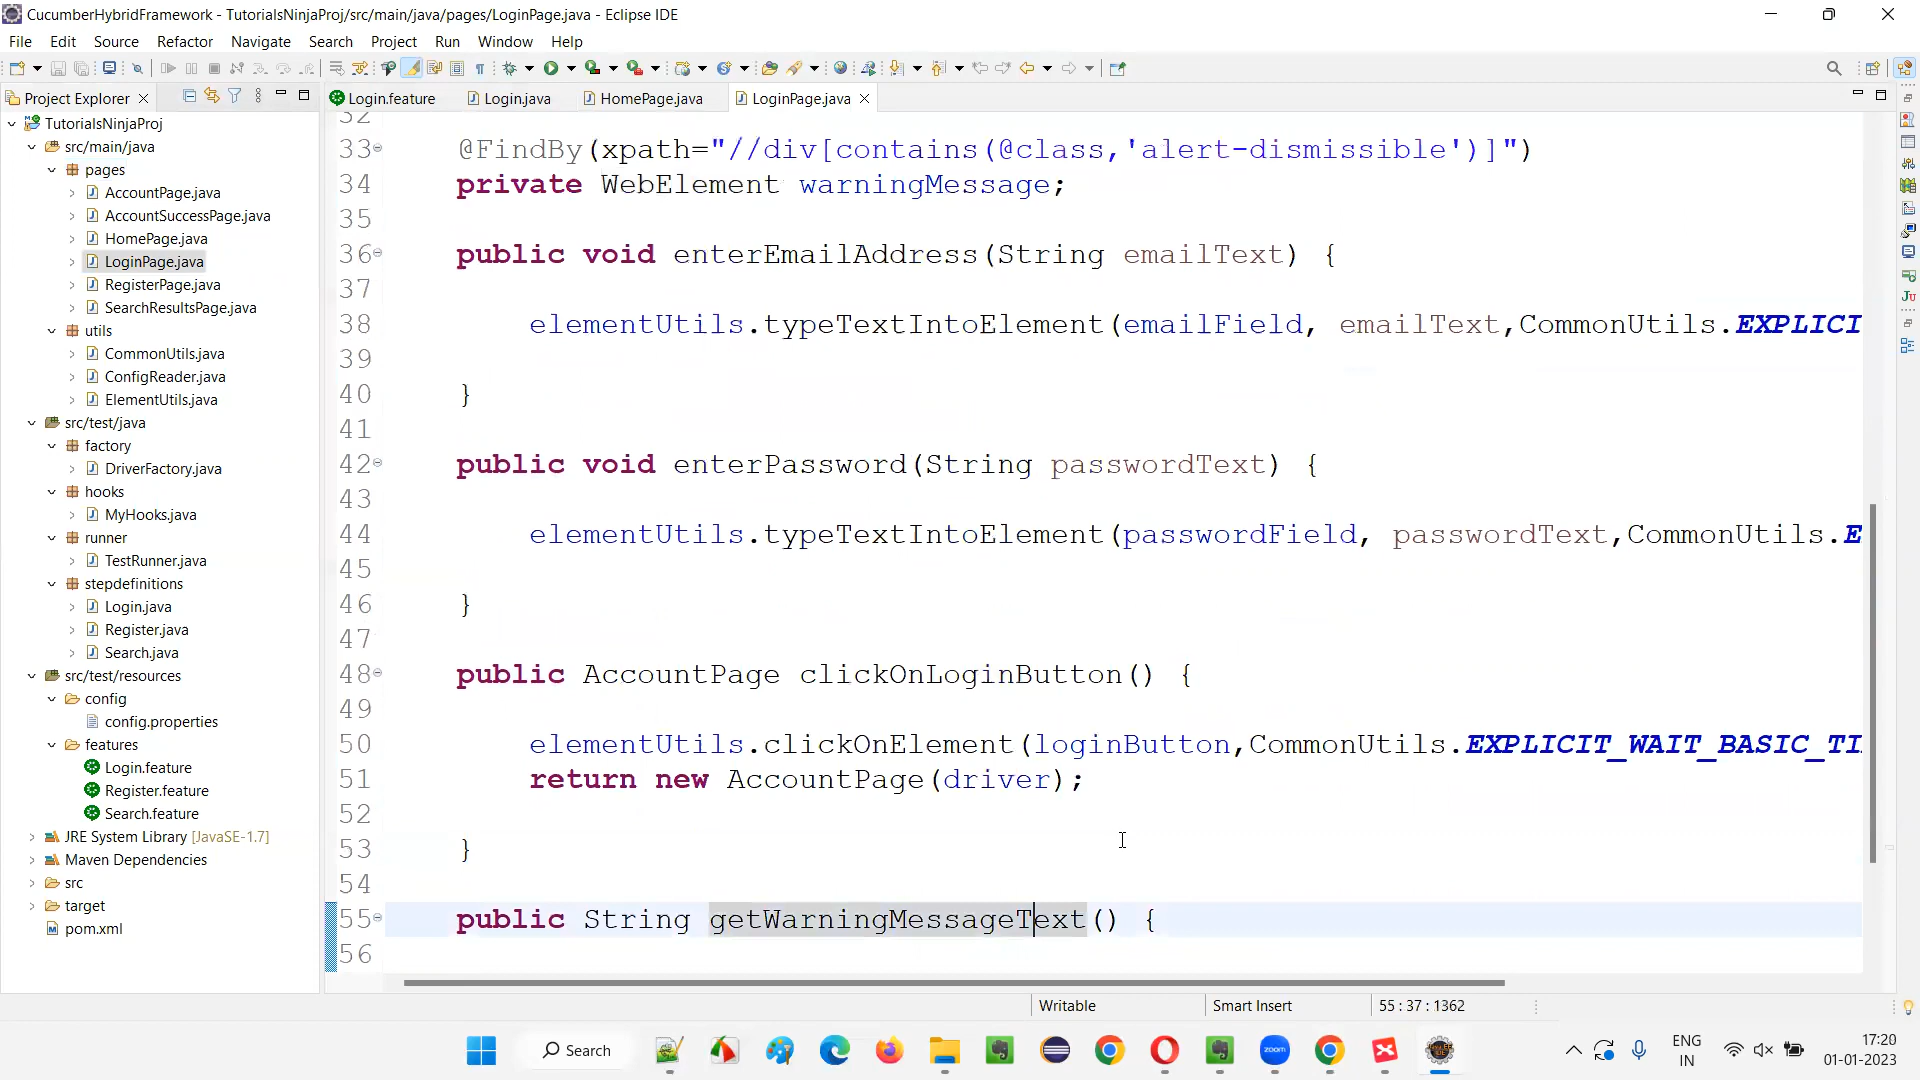 CucumberHybridFramework - TutorialsNinjaProj/src/main/java/pages/LoginPage.java - Eclipse IDE
File Edit Source Refactor Navigate Search Project Run Window Help
Project Explorer
Login.feature Login.java HomePage.java LoginPage.java
TutorialsNinjaProj
src/main/java
pages
AccountPage.java
AccountSuccessPage.java
HomePage.java
LoginPage.java
RegisterPage.java
SearchResultsPage.java
utils
CommonUtils.java
ConfigReader.java
ElementUtils.java
src/test/java
factory
DriverFactory.java
hooks
MyHooks.java
runner
TestRunner.java
stepdefinitions
Login.java
Register.java
Search.java
src/test/resources
config
config.properties
features
Login.feature
Register.feature
Search.feature
JRE System Library [JavaSE-1.7]
Maven Dependencies
src
target
pom.xml
32
33 @FindBy(xpath="//div[contains(@class,'alert-dismissible')]")
34 private WebElement warningMessage;
35
36 public void enterEmailAddress(String emailText) {
37
38 elementUtils.typeTextIntoElement(emailField, emailText,CommonUtils.EXPLICI
39
40 }
41
42 public void enterPassword(String passwordText) {
43
44 elementUtils.typeTextIntoElement(passwordField, passwordText,CommonUtils.E
45
46 }
47
48 public AccountPage clickOnLoginButton() {
49
50 elementUtils.clickOnElement(loginButton,CommonUtils.EXPLICIT_WAIT_BASIC_TI
51 return new AccountPage(driver);
52
53 }
54
55 public String getWarningMessageText() {
56
Writable Smart Insert 55 : 37 : 1362
Search
zoom
ENG
IN
17:20
01-01-2023